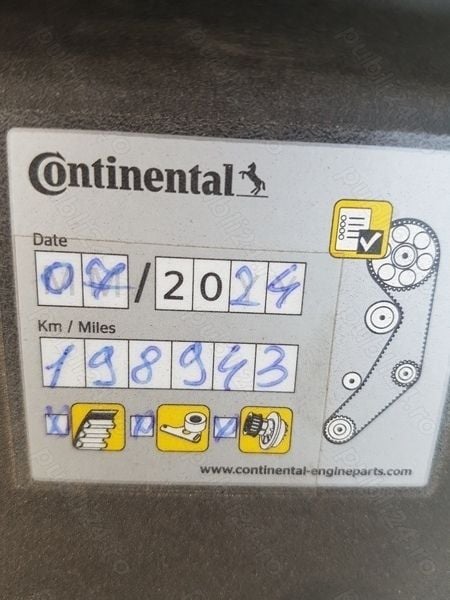 Continental
Date
07/2024
Km / Miles
198943
www.continental-engineparts.com